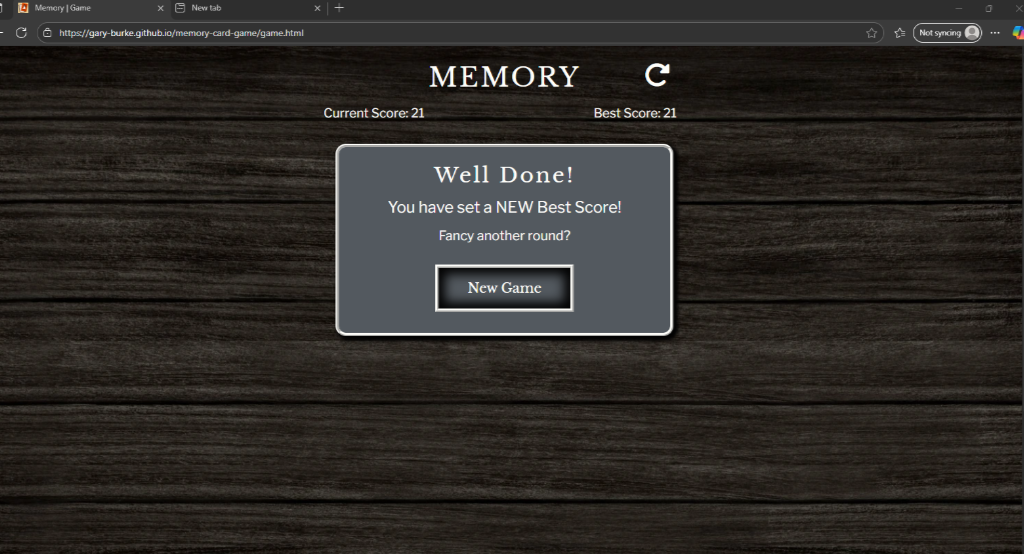 Memory | Game
New tab
https://gary-burke.github.io/memory-card-game/game.html
Not syncing
MEMORY
Current Score: 21
Best Score: 21
Well Done!
You have set a NEW Best Score!
Fancy another round?
New Game